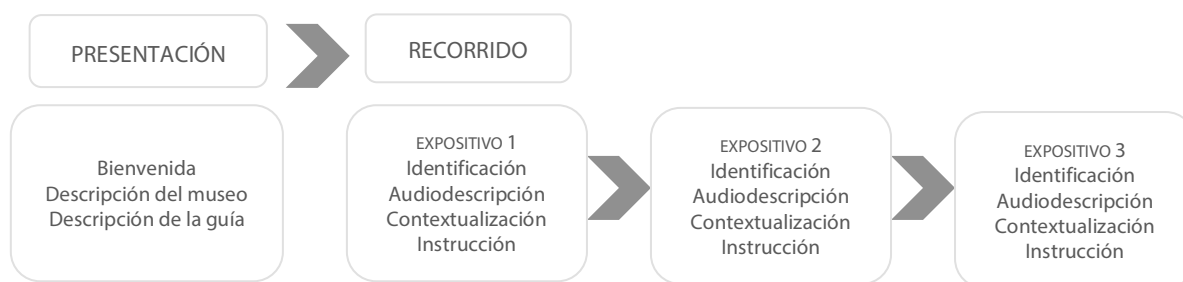 PRESENTACIÓN
RECORRIDO
Bienvenida
Descripción del museo
Descripción de la guía
EXPOSITIVO 1
Identificación
Audiodescripción
Contextualización
Instrucción
EXPOSITIVO 2
Identificación
Audiodescripción
Contextualización
Instrucción
EXPOSITIVO 3
Identificación
Audiodescripción
Contextualización
Instrucción